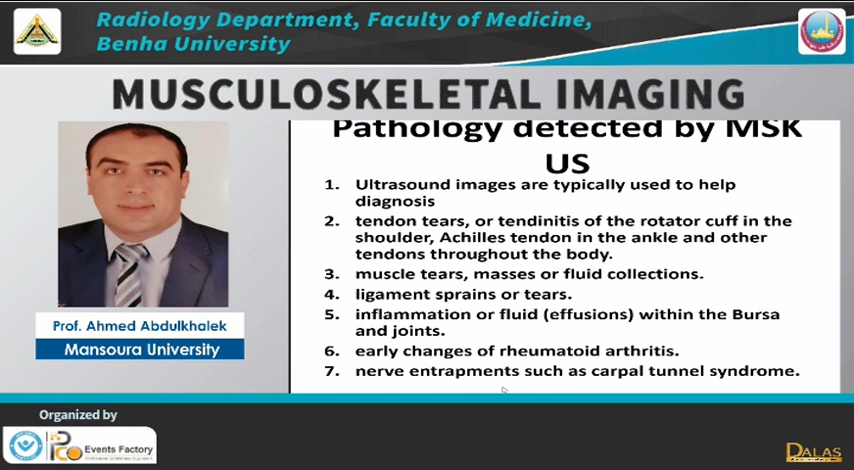 Radiology Department, Faculty of Medicine,
Benha University
MUSCULOSKELETAL IMAGING
Pathology detected by MSK
US
1. Ultrasound images are typically used to help
diagnosis
2. tendon tears, or tendinitis of the rotator cuff in the
shoulder, Achilles tendon in the ankle and other
tendons throughout the body.
3. muscle tears, masses or fluid collections.
4. ligament sprains or tears.
5. inflammation or fluid (effusions) within the Bursa
and joints.
6. early changes of rheumatoid arthritis.
7. nerve entrapments such as carpal tunnel syndrome.
Prof. Ahmed Abdulkhalek
Mansoura University
Organized by
Pco Events Factory
DALAS